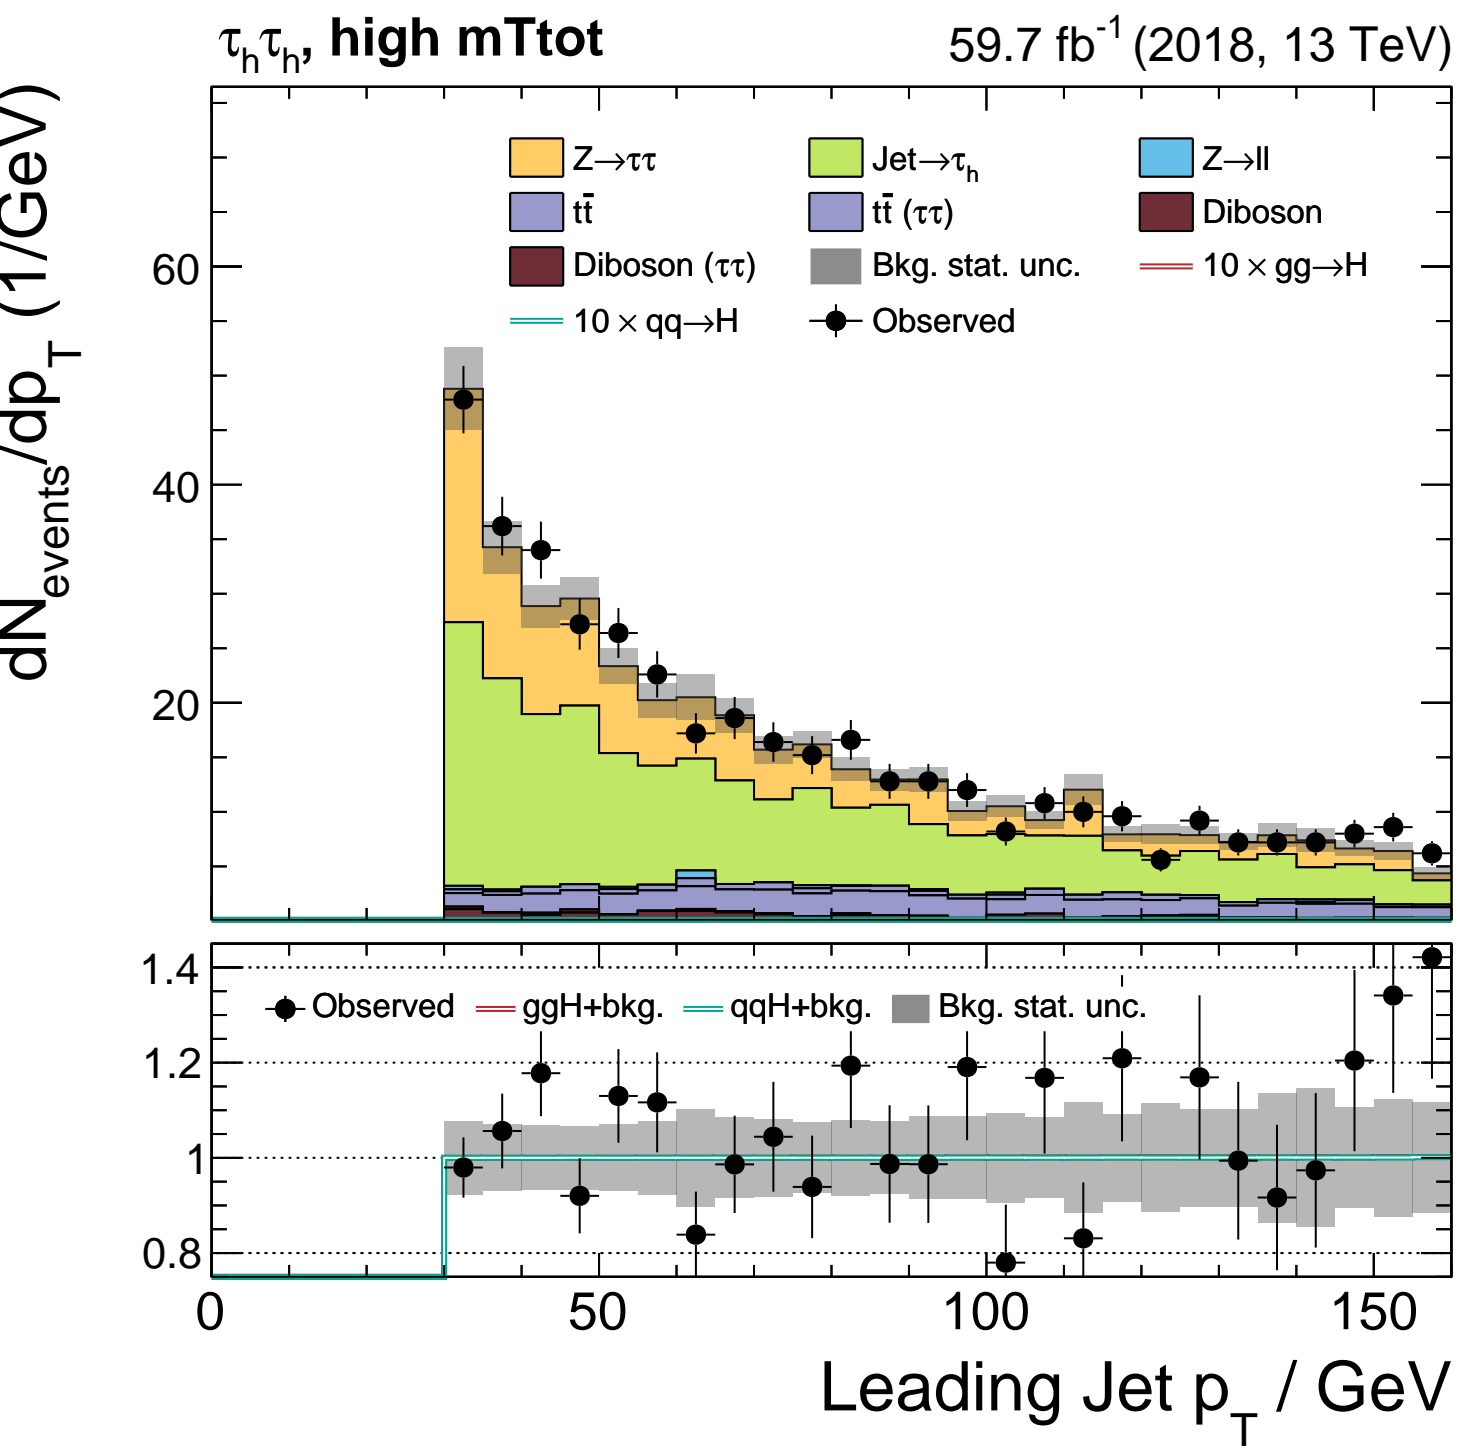 τhτh, high mTtot
59.7 fb-1 (2018, 13 TeV)
dNevents/dpT (1/GeV)
Z→ττ Jet→τh Z→ll
tt̄ tt̄ (ττ) Diboson
Diboson (ττ) Bkg. stat. unc. 10 × gg→H
10 × qq→H Observed
60
40
20
1.4
Observed ggH+bkg. qqH+bkg. Bkg. stat. unc.
1.2
1
0.8
0 50 100 150
Leading Jet pT / GeV